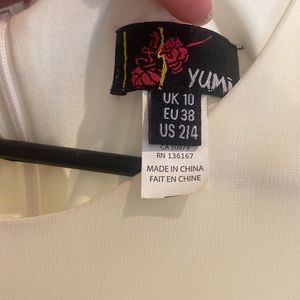 YUMI
UK 10
EU 38
US 2/4
CA 50879
RN 136167
MADE IN CHINA
FAIT EN CHINE